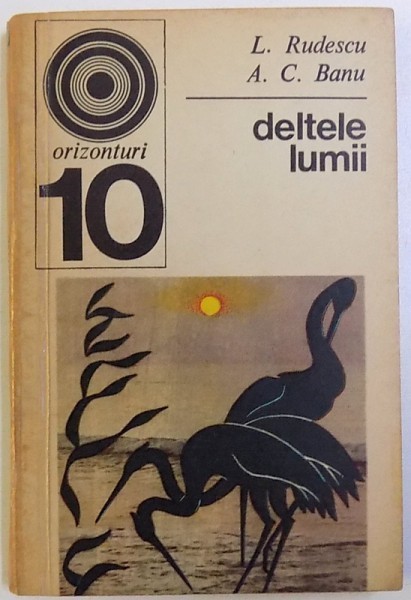 L. Rudescu
A. C. Banu
deltele
lumii
orizonturi
10